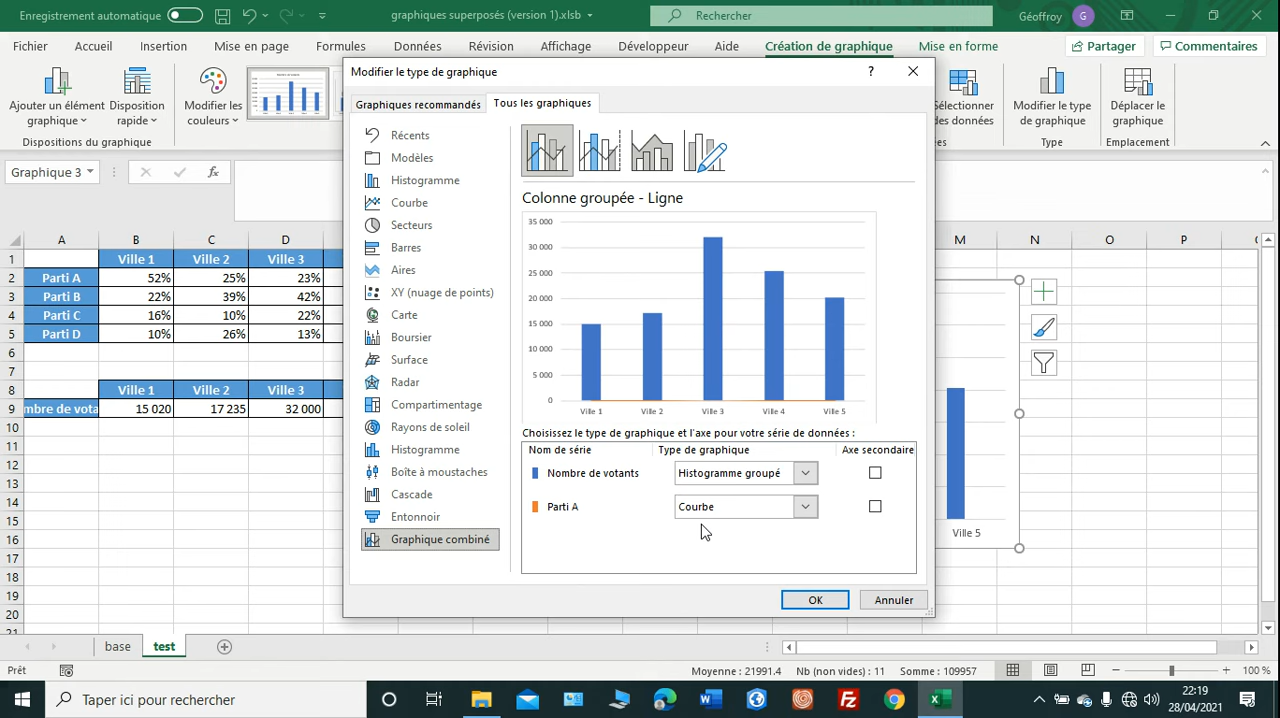 Enregistrement automatique
graphiques superposés (version 1).xlsb
Rechercher
Géoffroy
G
Fichier
Accueil
Insertion
Mise en page
Formules
Données
Révision
Affichage
Développeur
Aide
Création de graphique
Mise en forme
Partager
Commentaires
Ajouter un élément
graphique
Disposition
rapide
Modifier les
couleurs
Dispositions du graphique
Sélectionner
des données
Modifier le type
de graphique
Déplacer le
graphique
Type
Emplacement
Graphique 3
fx
Modifier le type de graphique
?
Graphiques recommandés
Tous les graphiques
Récents
Modèles
Histogramme
Courbe
Secteurs
Barres
Aires
XY (nuage de points)
Carte
Boursier
Surface
Radar
Compartimentage
Rayons de soleil
Histogramme
Boîte à moustaches
Cascade
Entonnoir
Graphique combiné
Colonne groupée - Ligne
35 000
30 000
25 000
20 000
15 000
10 000
5 000
0
Ville 1 Ville 2 Ville 3 Ville 4 Ville 5
Choisissez le type de graphique et l'axe pour votre série de données :
Nom de série Type de graphique Axe secondaire
Nombre de votants Histogramme groupé
Parti A Courbe
OK
Annuler
A B C D M N O P
1 Ville 1 Ville 2 Ville 3
2 Parti A 52% 25% 23%
3 Parti B 22% 39% 42%
4 Parti C 16% 10% 22%
5 Parti D 10% 26% 13%
6
7
8 Ville 1 Ville 2 Ville 3
9 mbre de vota 15 020 17 235 32 000
10
11
12
13
14
15
16
17
18
19
20
21
Ville 5
base
test
Prêt
Moyenne : 21991.4
Nb (non vides) : 11
Somme : 109957
100 %
Taper ici pour rechercher
22:19
28/04/2021